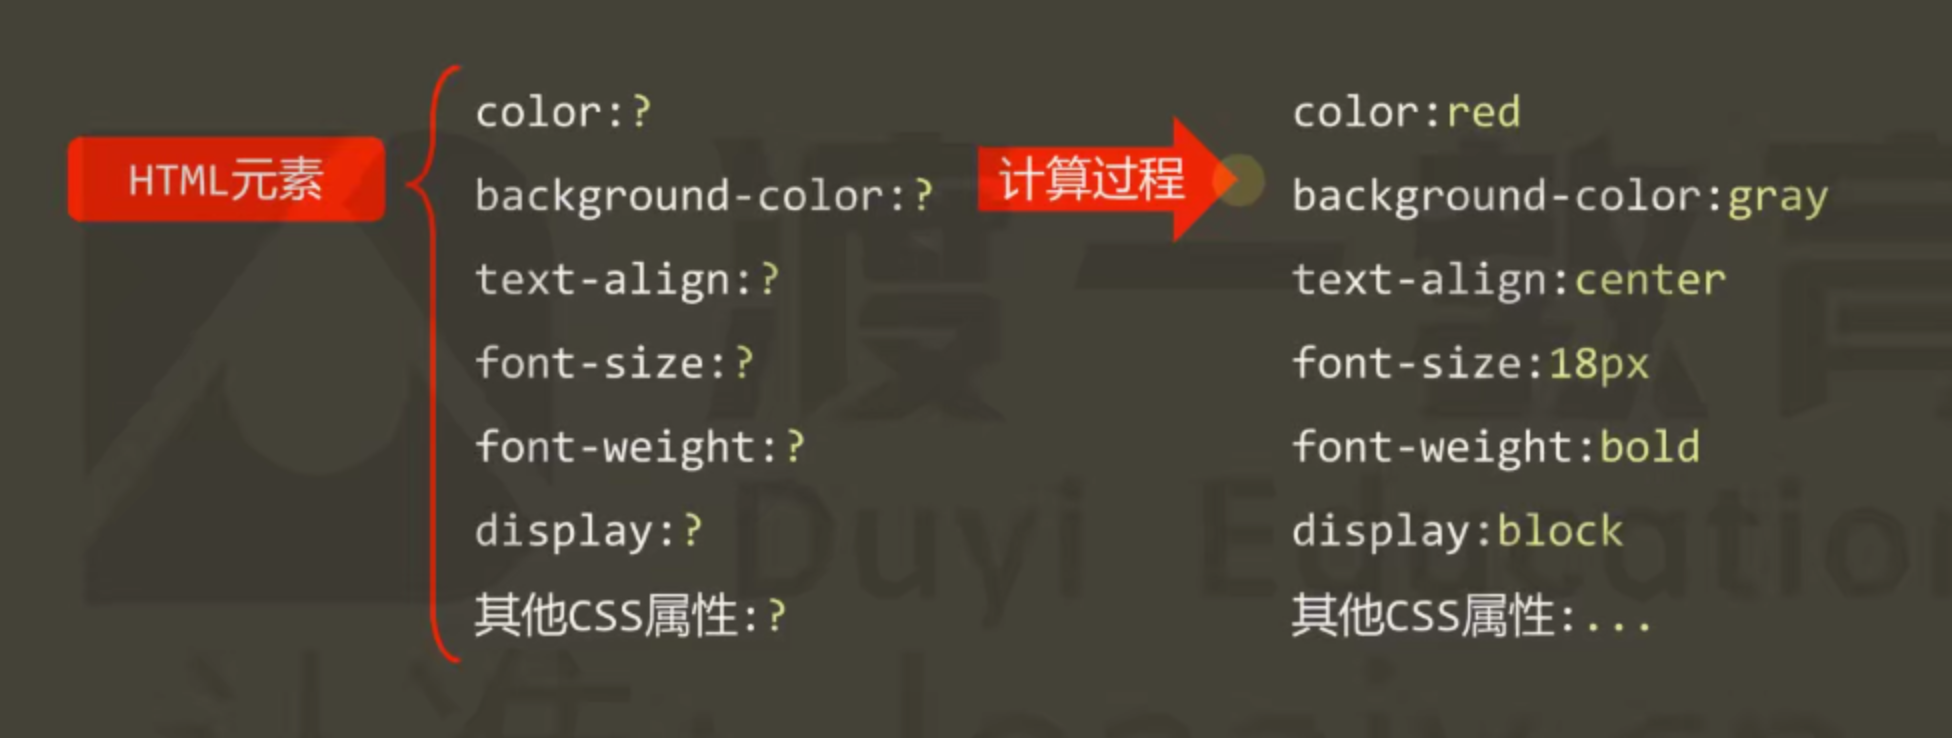 HTML元素
color:?
background-color:?
text-align:?
font-size:?
font-weight:?
display:?
其他CSS属性:?
计算过程
color:red
background-color:gray
text-align:center
font-size:18px
font-weight:bold
display:block
其他CSS属性:...
渡一教育
Duyi Education